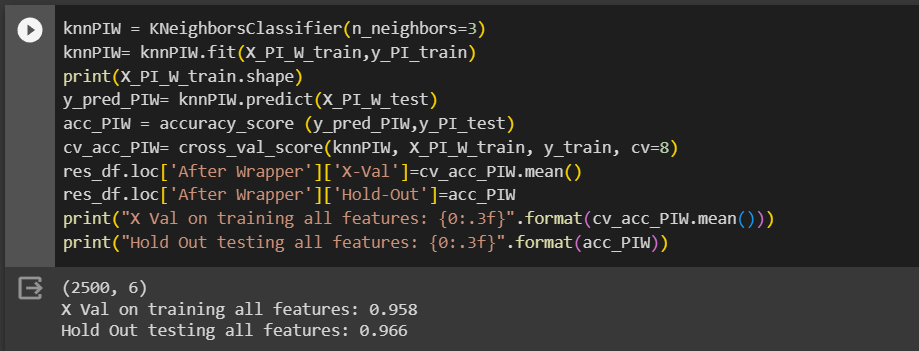 knnPIW = KNeighborsClassifier(n_neighbors=3)
knnPIW= knnPIW.fit(X_PI_W_train,y_PI_train)
print(X_PI_W_train.shape)
y_pred_PIW= knnPIW.predict(X_PI_W_test)
acc_PIW = accuracy_score (y_pred_PIW,y_PI_test)
cv_acc_PIW= cross_val_score(knnPIW, X_PI_W_train, y_train, cv=8)
res_df.loc['After Wrapper']['X-Val']=cv_acc_PIW.mean()
res_df.loc['After Wrapper']['Hold-Out']=acc_PIW
print("X Val on training all features: {0:.3f}".format(cv_acc_PIW.mean()))
print("Hold Out testing all features: {0:.3f}".format(acc_PIW))
(2500, 6)
X Val on training all features: 0.958
Hold Out testing all features: 0.966